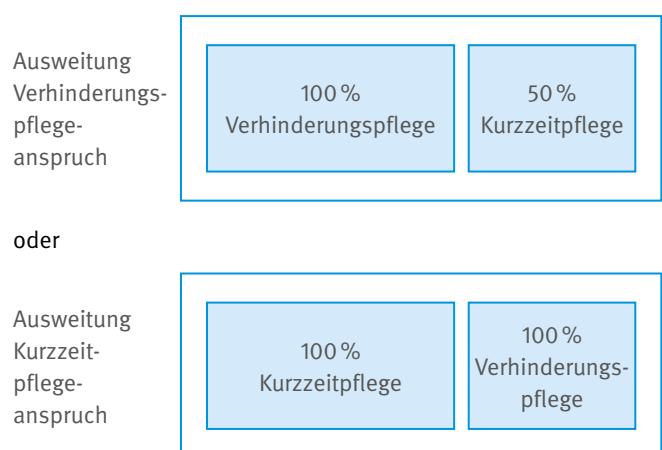 Ausweitung
Verhinderungs-
pflege-
anspruch
100 %
Verhinderungspflege
50 %
Kurzzeitpflege
oder
Ausweitung
Kurzzeit-
pflege-
anspruch
100 %
Kurzzeitpflege
100 %
Verhinderungs-
pflege